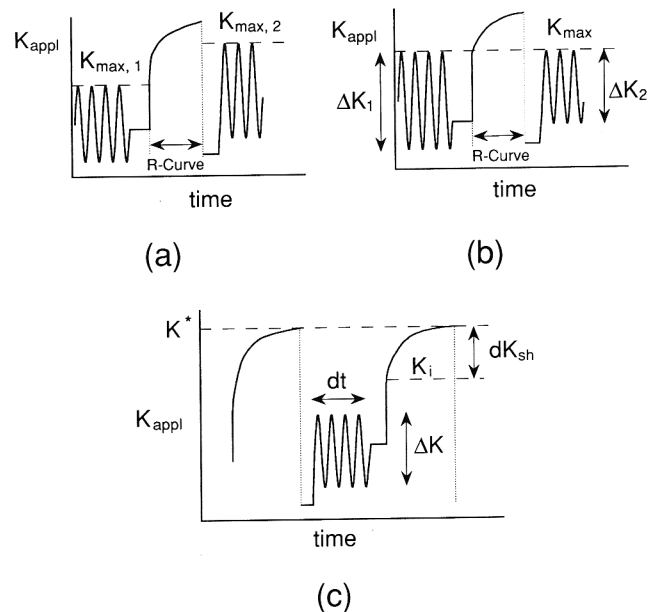 K_appl
K_max, 1
K_max, 2
R-Curve
time
(a)
K_appl
K_max
ΔK_1
ΔK_2
R-Curve
time
(b)
K*
dK_sh
K_i
dt
K_appl
ΔK
time
(c)